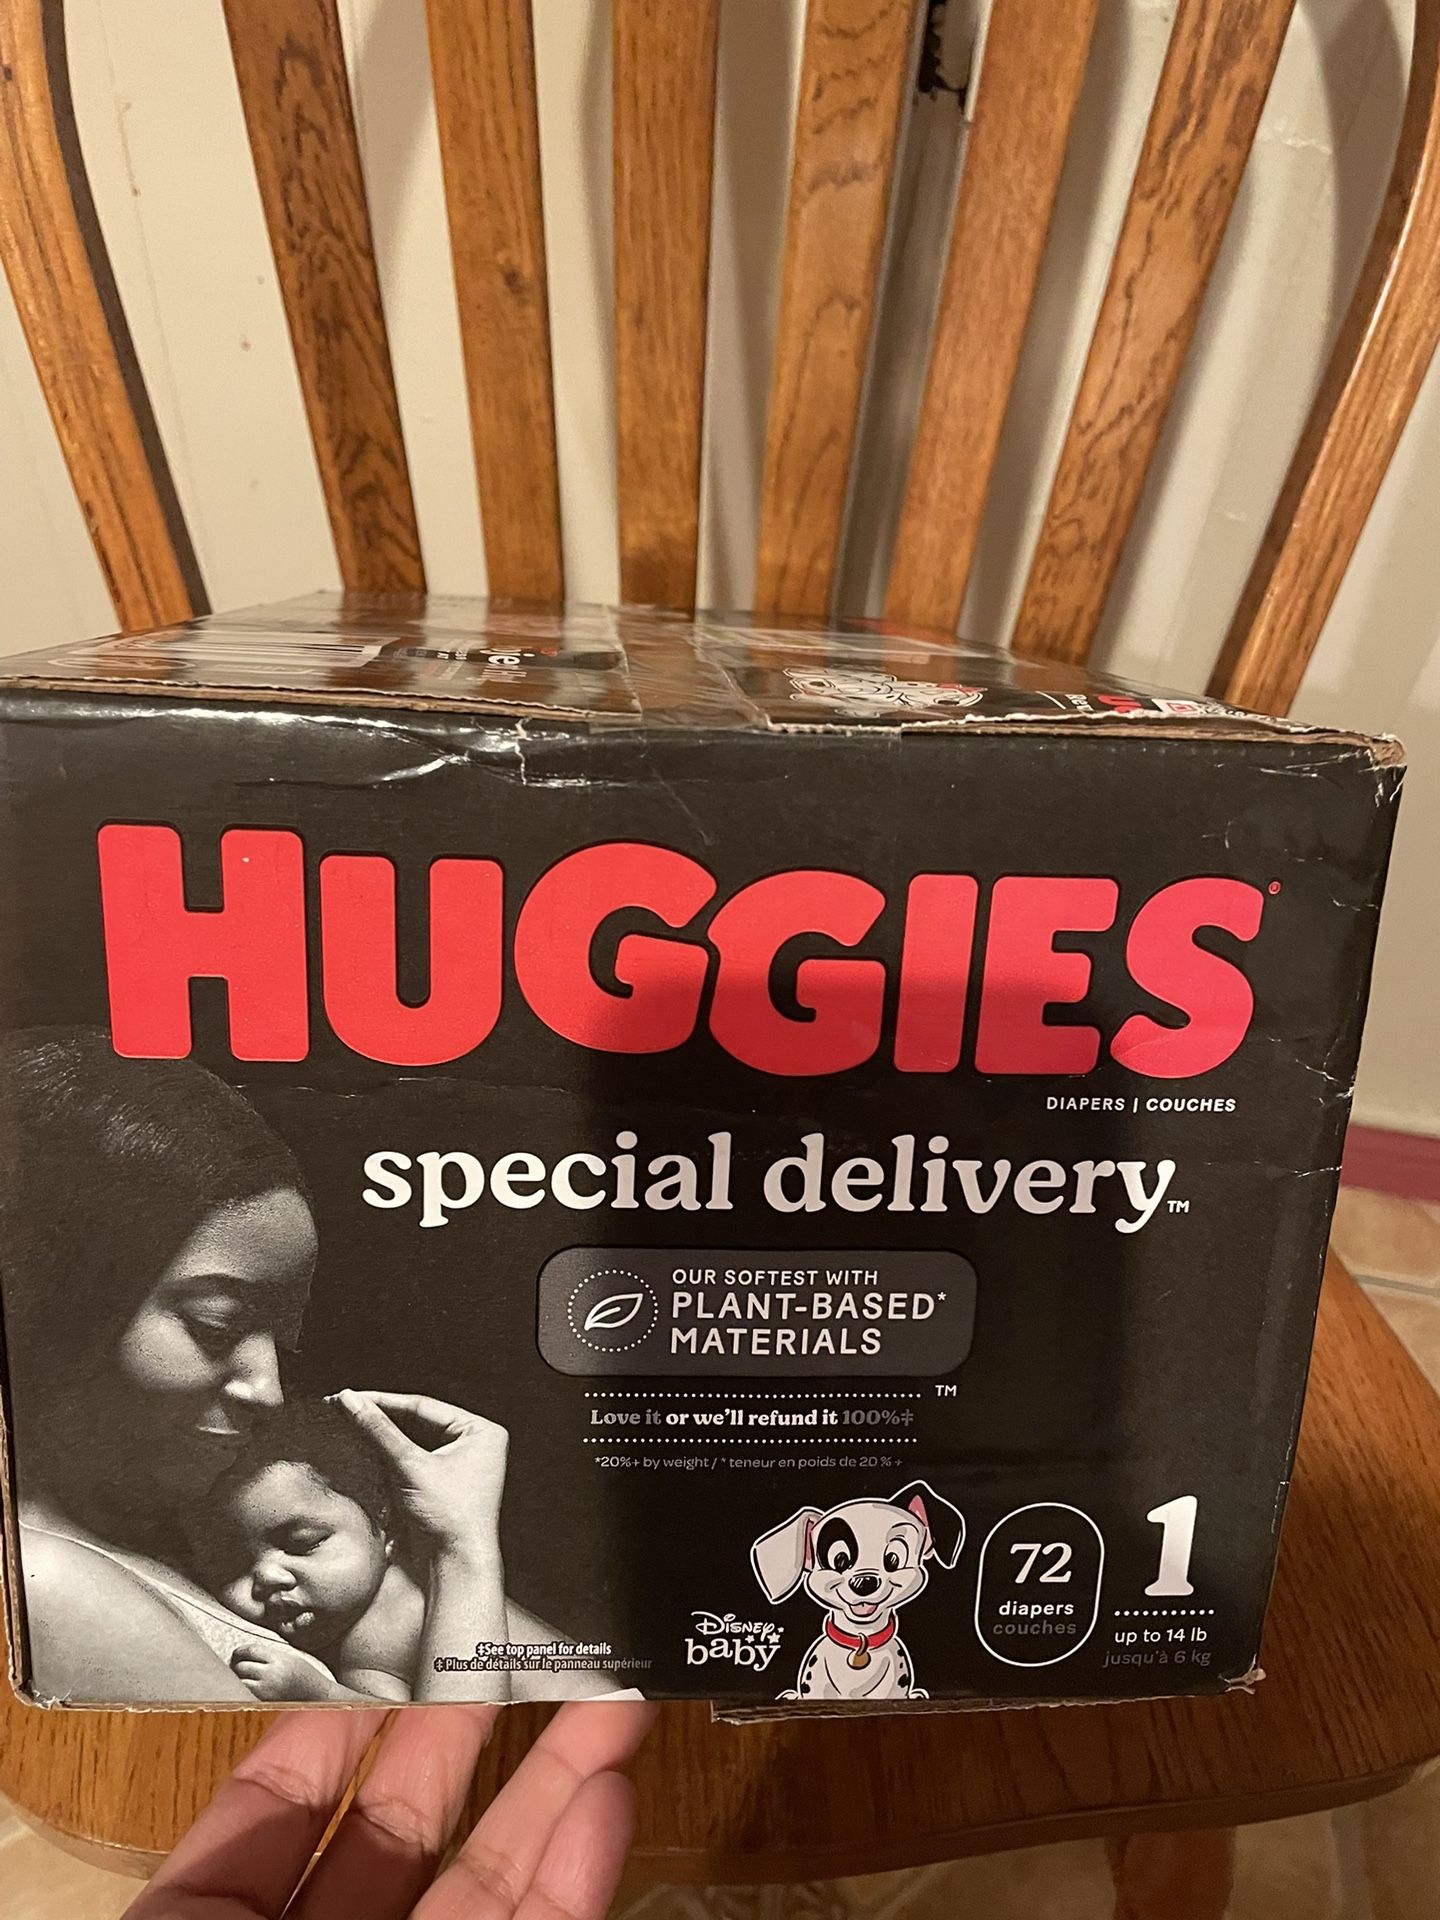 HUGGIES®
DIAPERS | COUCHES
special delivery™
OUR SOFTEST WITH
PLANT-BASED*
MATERIALS
™
Love it or we'll refund it 100%‡
*20%+ by weight / * teneur en poids de 20 % +
72
diapers
couches
1
up to 14 lb
jusqu'à 6 kg
Disney
baby
‡See top panel for details
‡ Plus de détails sur le panneau supérieur